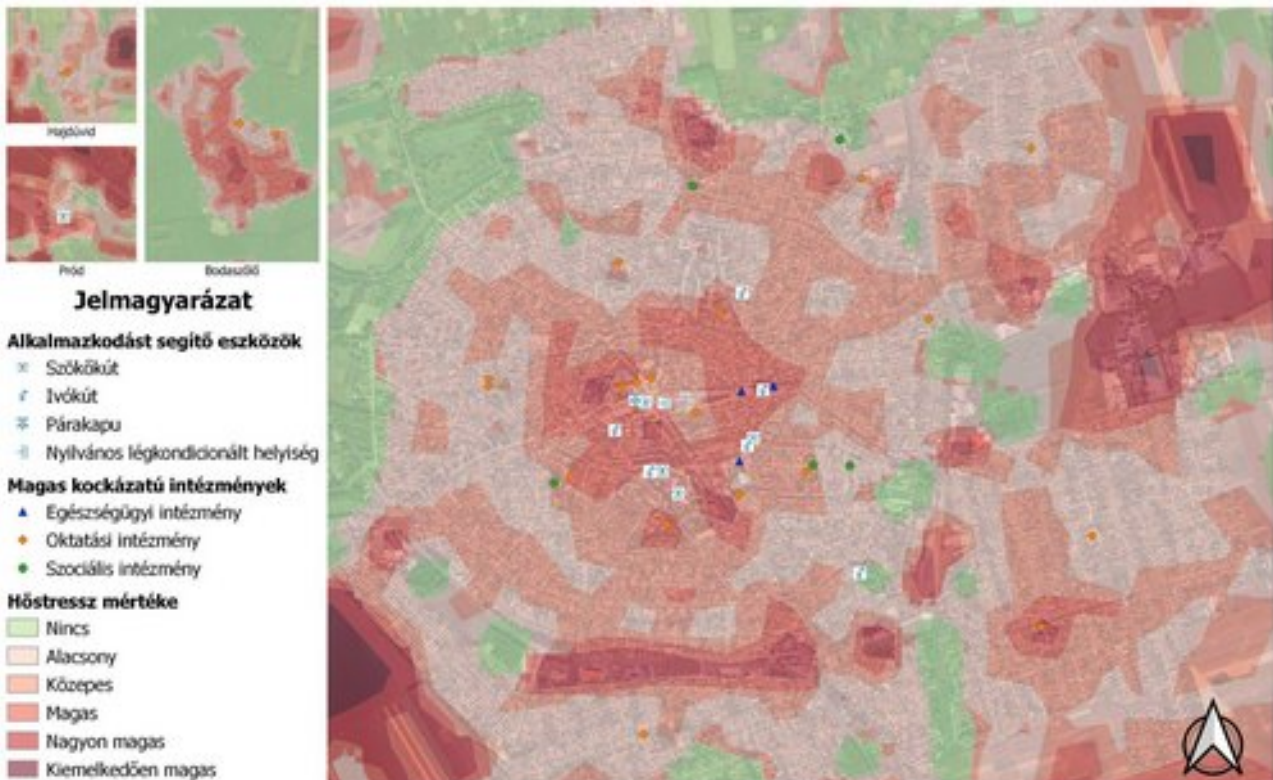 Hajdúvid
Pród
Bodaszőlő
Jelmagyarázat
Alkalmazkodást segítő eszközök
Szökőkút
Ivókút
Párakapu
Nyilvános légkondicionált helyiség
Magas kockázatú intézmények
Egészségügyi intézmény
Oktatási intézmény
Szociális intézmény
Hőstressz mértéke
Nincs
Alacsony
Közepes
Magas
Nagyon magas
Kiemelkedően magas